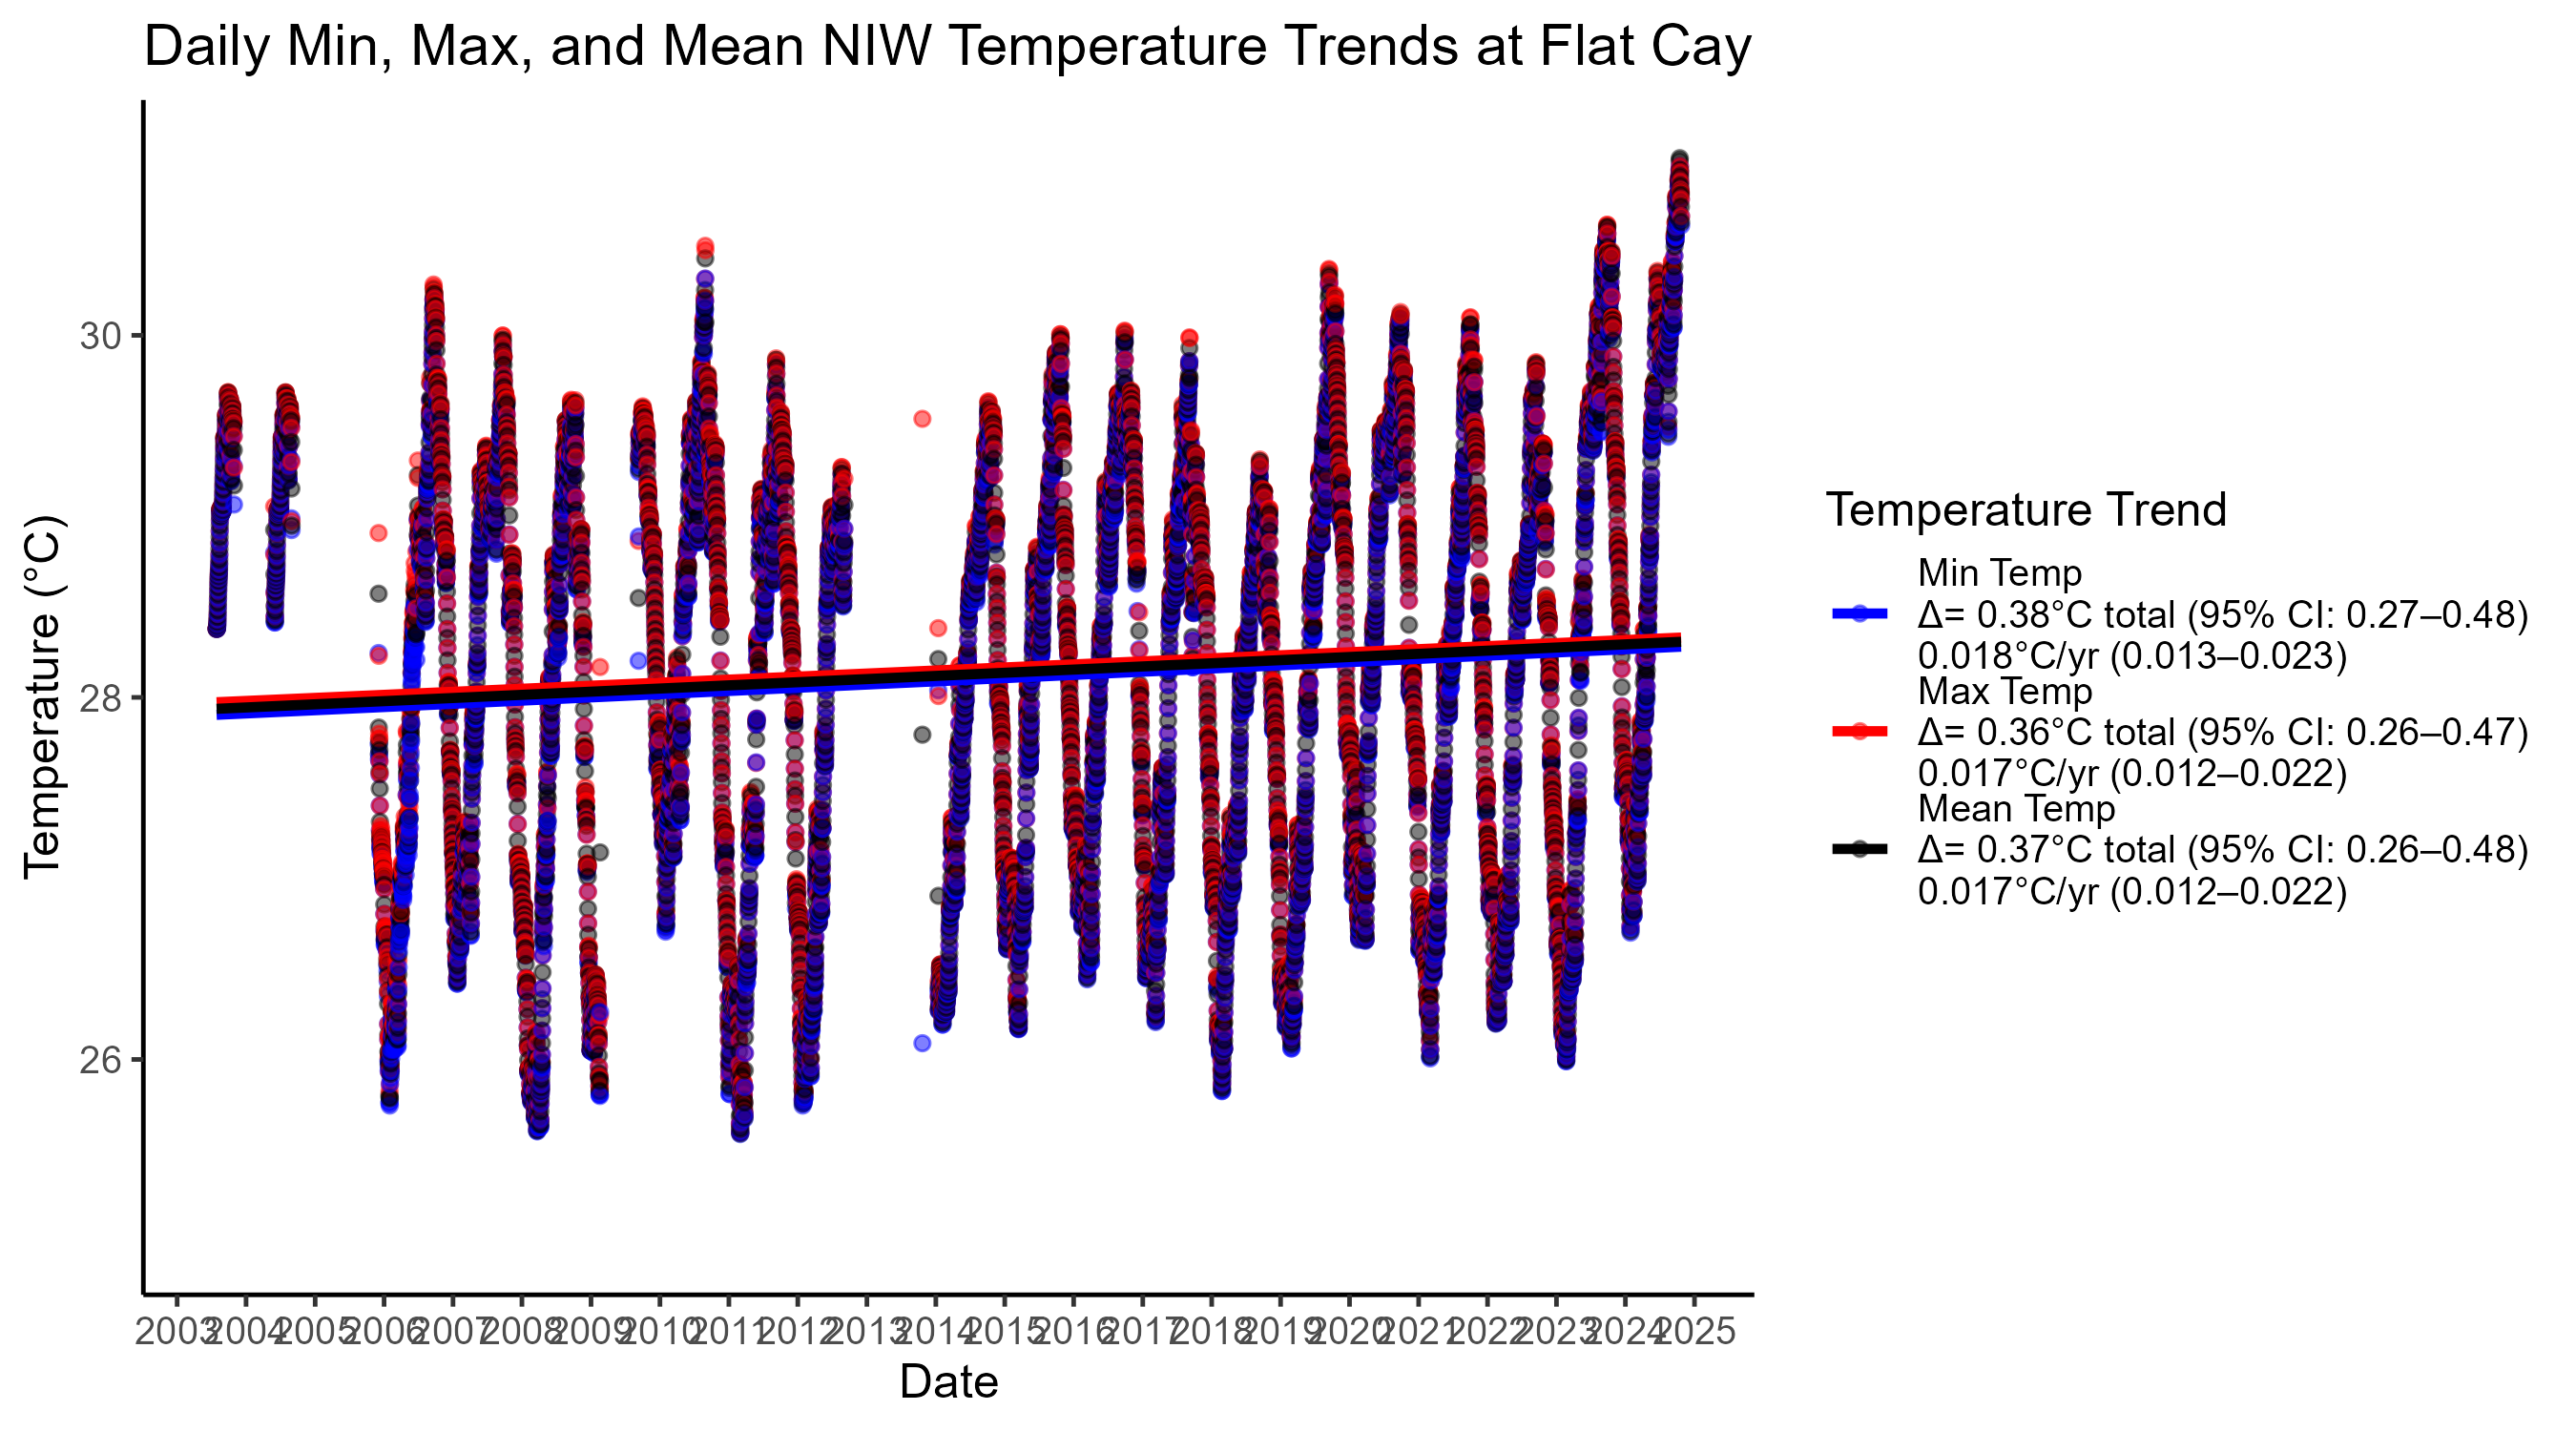 Daily Min, Max, and Mean NIW Temperature Trends at Flat Cay
Temperature (°C)
30
28
26
2003 2004 2005 2006 2007 2008 2009 2010 2011 2012 2013 2014 2015 2016 2017 2018 2019 2020 2021 2022 2023 2024 2025
Date
Temperature Trend
Min Temp
Δ= 0.38°C total (95% CI: 0.27–0.48)
0.018°C/yr (0.013–0.023)
Max Temp
Δ= 0.36°C total (95% CI: 0.26–0.47)
0.017°C/yr (0.012–0.022)
Mean Temp
Δ= 0.37°C total (95% CI: 0.26–0.48)
0.017°C/yr (0.012–0.022)